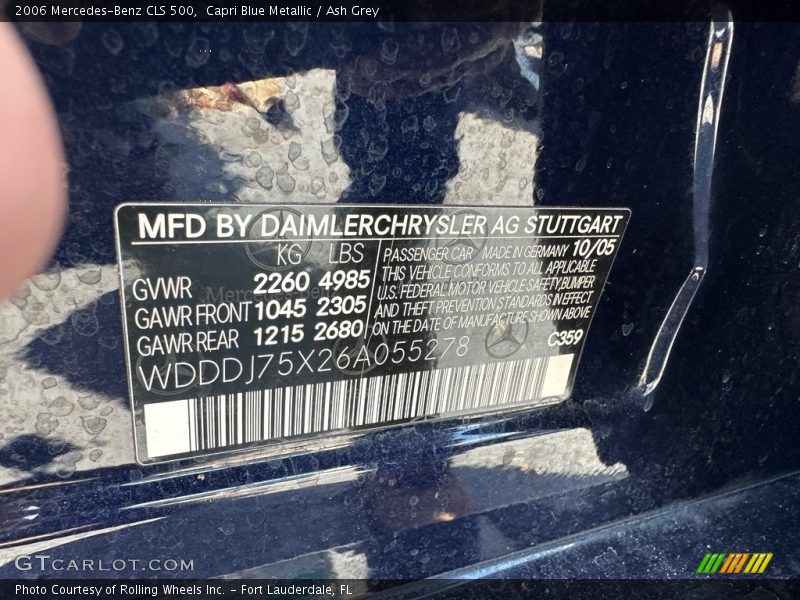 2006 Mercedes-Benz CLS 500,  Capri Blue Metallic / Ash Grey
MFD BY DAIMLERCHRYSLER AG STUTTGART
KG LBS
GVWR 2260 4985
GAWR FRONT 1045 2305
GAWR REAR 1215 2680
PASSENGER CAR MADE IN GERMANY 10/05
THIS VEHICLE CONFORMS TO ALL APPLICABLE
U.S. FEDERAL MOTOR VEHICLE SAFETY, BUMPER
AND THEFT PREVENTION STANDARDS IN EFFECT
ON THE DATE OF MANUFACTURE SHOWN ABOVE
C359
WDDDJ75X26A055278
GTCARLOT.COM
Photo Courtesy of Rolling Wheels Inc. - Fort Lauderdale, FL